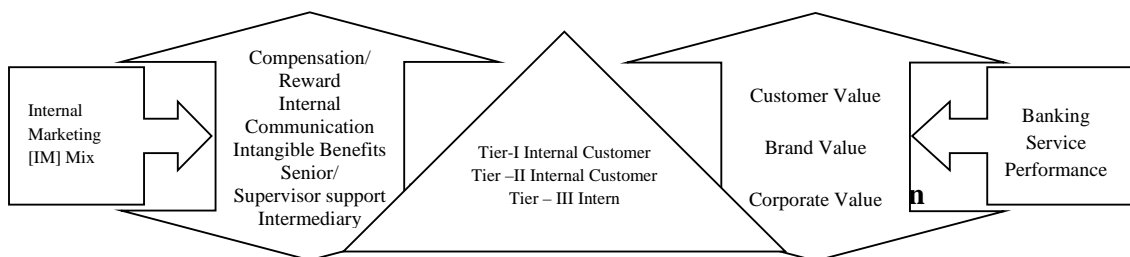 Internal
Marketing
[IM] Mix
Compensation/
Reward
Internal
Communication
Intangible Benefits
Senior/
Supervisor support
Intermediary
Tier-I Internal Customer
Tier –II Internal Customer
Tier – III Intern
Customer Value
Brand Value
Corporate Value
n
Banking
Service
Performance